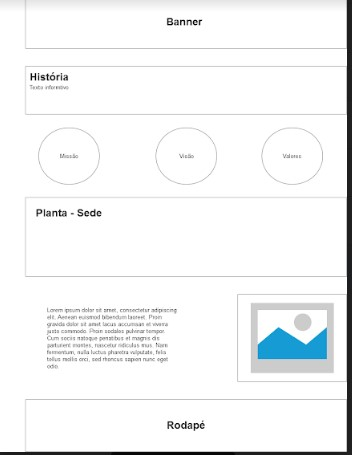 Banner
História
Texto informativo
Missão
Visão
Valores
Planta - Sede
Lorem ipsum dolor sit amet, consectetur adipiscing
elit. Aenean euismod bibendum laoreet. Proin
gravida dolor sit amet lacus accumsan et viverra
justo commodo. Proin sodales pulvinar tempor.
Cum sociis natoque penatibus et magnis dis
parturient montes, nascetur ridiculus mus. Nam
fermentum, nulla luctus pharetra vulputate, felis
tellus mollis orci, sed rhoncus sapien nunc eget
odio.
Rodapé